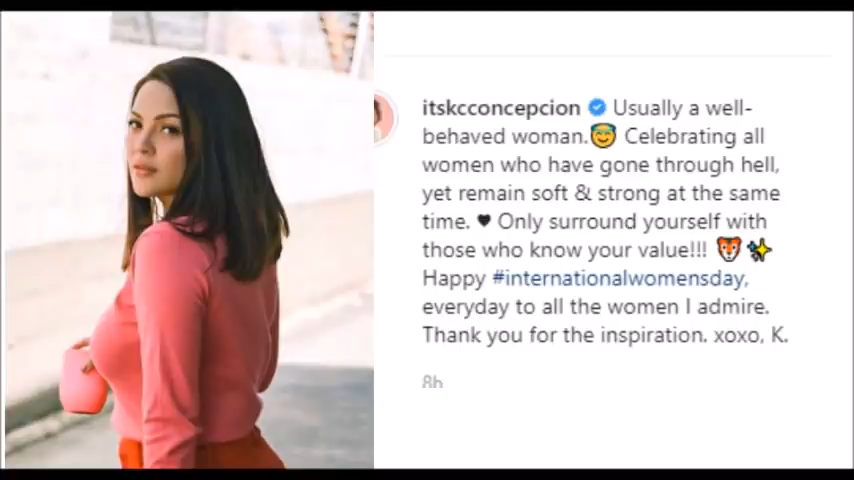 itskcconcepcion Usually a well-
behaved woman.😇 Celebrating all
women who have gone through hell,
yet remain soft & strong at the same
time. ♥ Only surround yourself with
those who know your value!!! 🐯✨
Happy #internationalwomensday,
everyday to all the women I admire.
Thank you for the inspiration. xoxo, K.
8h